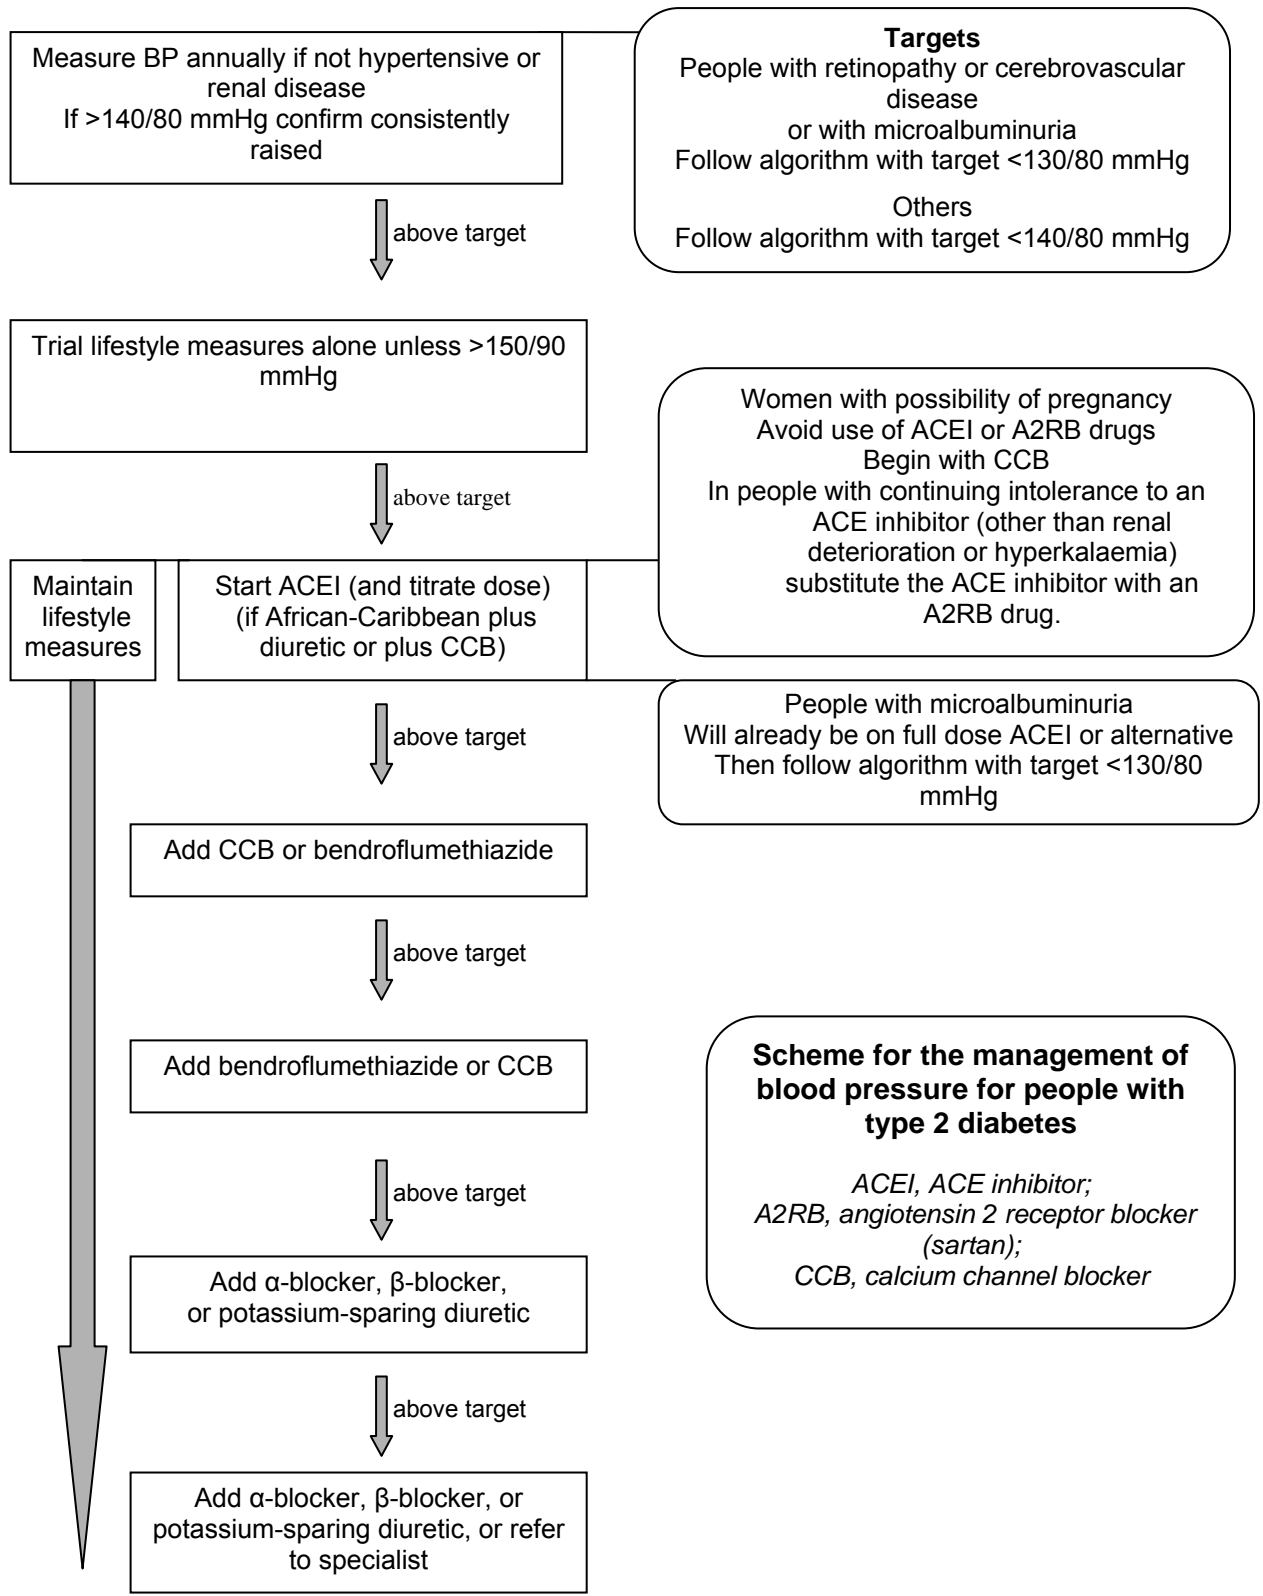 Measure BP annually if not hypertensive or
renal disease
If >140/80 mmHg confirm consistently
raised
Targets
People with retinopathy or cerebrovascular
disease
or with microalbuminuria
Follow algorithm with target <130/80 mmHg
Others
Follow algorithm with target <140/80 mmHg
above target
Trial lifestyle measures alone unless >150/90
mmHg
above target
Women with possibility of pregnancy
Avoid use of ACEI or A2RB drugs
Begin with CCB
In people with continuing intolerance to an
ACE inhibitor (other than renal
deterioration or hyperkalaemia)
substitute the ACE inhibitor with an
A2RB drug.
Maintain
lifestyle
measures
Start ACEI (and titrate dose)
(if African-Caribbean plus
diuretic or plus CCB)
People with microalbuminuria
Will already be on full dose ACEI or alternative
Then follow algorithm with target <130/80
mmHg
above target
Add CCB or bendroflumethiazide
above target
Add bendroflumethiazide or CCB
above target
Scheme for the management of
blood pressure for people with
type 2 diabetes
ACEI, ACE inhibitor;
A2RB, angiotensin 2 receptor blocker
(sartan);
CCB, calcium channel blocker
Add α-blocker, β-blocker,
or potassium-sparing diuretic
above target
Add α-blocker, β-blocker, or
potassium-sparing diuretic, or refer
to specialist